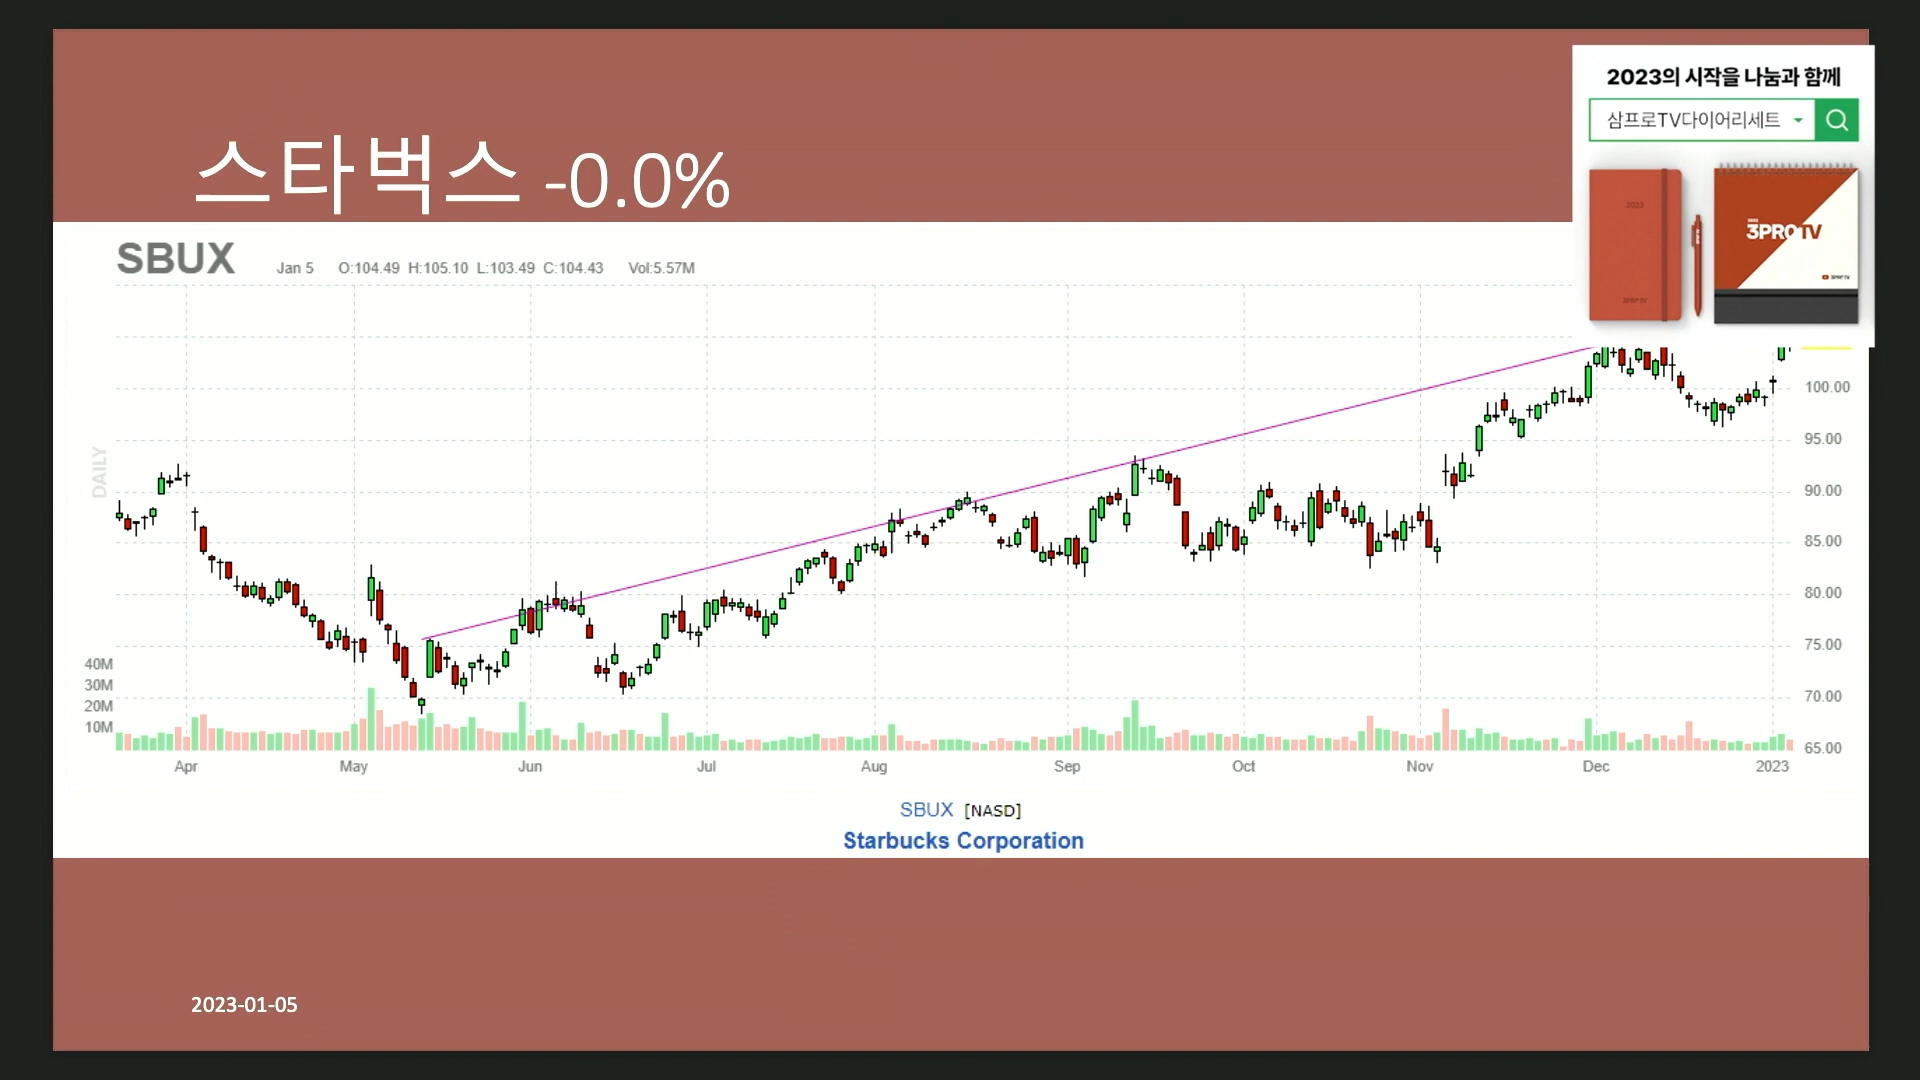 2023의 시작을 나눔과 함께
삼프로TV다이어리세트
2023
3PROTV
스타벅스 -0.0%
SBUX Jan 5 O:104.49 H:105.10 L:103.49 C:104.43 Vol:5.57M
DAILY
100.00
95.00
90.00
85.00
80.00
75.00
70.00
65.00
40M
30M
20M
10M
Apr May Jun Jul Aug Sep Oct Nov Dec 2023
SBUX [NASD]
Starbucks Corporation
2023-01-05